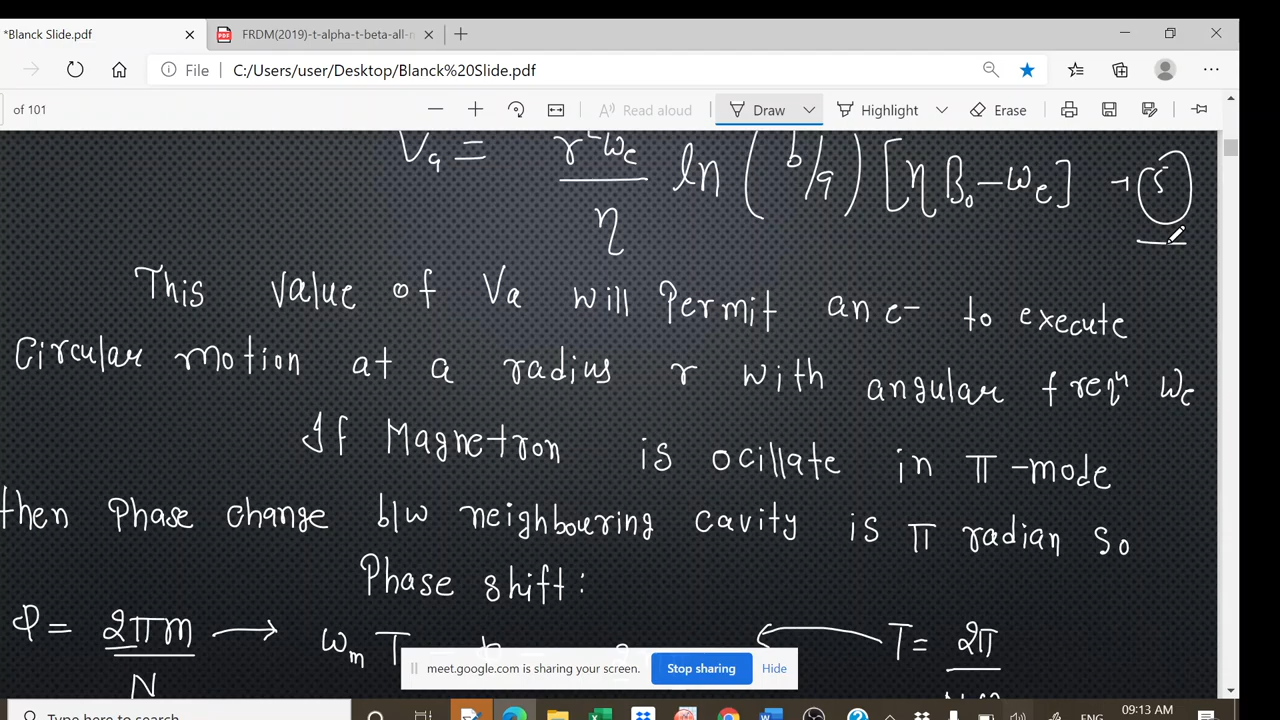 *Blanck Slide.pdf
FRDM(2019)-t-alpha-t-beta-all-n
File C:/Users/user/Desktop/Blanck%20Slide.pdf
of 101
Read aloud Draw Highlight Erase
Va = r²ωc/η ln (b/a) [η B₀ - ωc] → (5)
This value of Va will Permit an e- to execute
Circular motion at a radius r with angular freqⁿ ωc
If Magnetron is ocillate in π-mode
then Phase change b/w neighbouring cavity is π radian so
Phase shift:
Φ = 2πm/N → ωm T ← T = 2π
meet.google.com is sharing your screen. Stop sharing Hide
Type here to search
ENG
09:13 AM